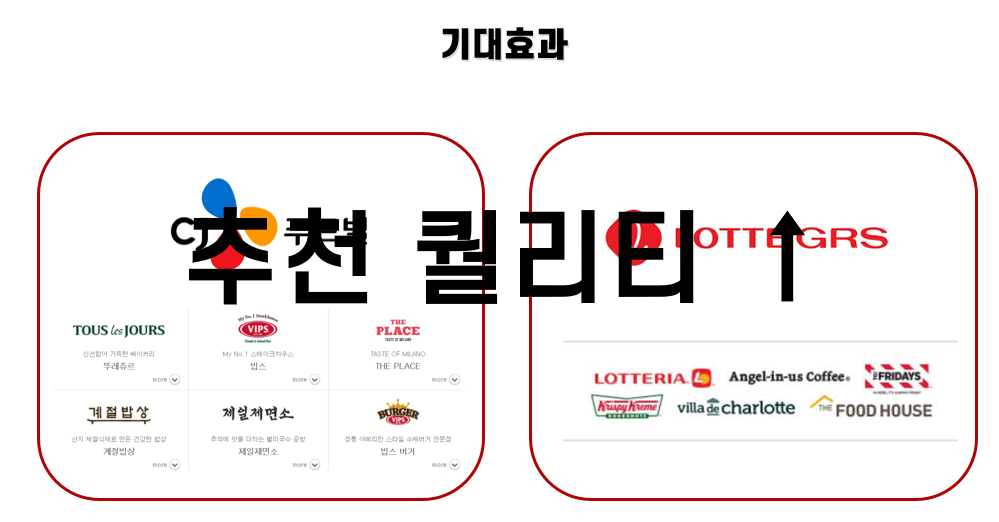 기대효과
CJ 푸드빌
LOTTE GRS
추천 퀄리티 ↑
TOUS les JOURS
신선함이 가득한 베이커리
뚜레쥬르
more
My No.1 Steakhouse
VIPS
Steak & Salad Bar
My No.1 스테이크하우스
빕스
more
THE
PLACE
TASTE OF MILANO
TASTE OF MILANO
THE PLACE
more
계절밥상
산지 제철식재로 만든 건강한 밥상
계절밥상
more
제일제면소
추억에 맛을 더하는 별미국수 공방
제일제면소
more
BURGER
VIPS
정통 아메리칸 스타일 수제버거 전문점
빕스 버거
more
LOTTERIA
Angel-in-us Coffee
FRIDAYS
Krispy Kreme
DOUGHNUTS
villa de charlotte
THE FOOD HOUSE